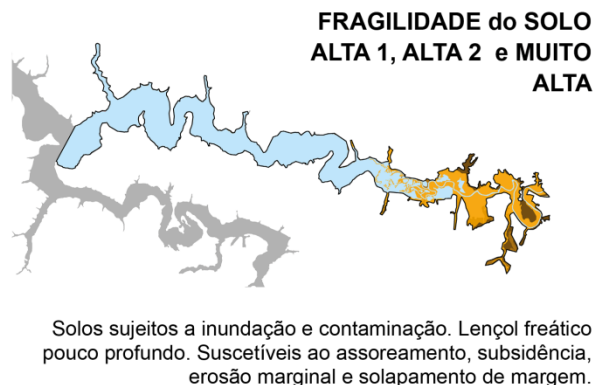 FRAGILIDADE do SOLO
ALTA 1, ALTA 2 e MUITO
ALTA
Solos sujeitos a inundação e contaminação. Lençol freático
pouco profundo. Suscetíveis ao assoreamento, subsidência,
erosão marginal e solapamento de margem.